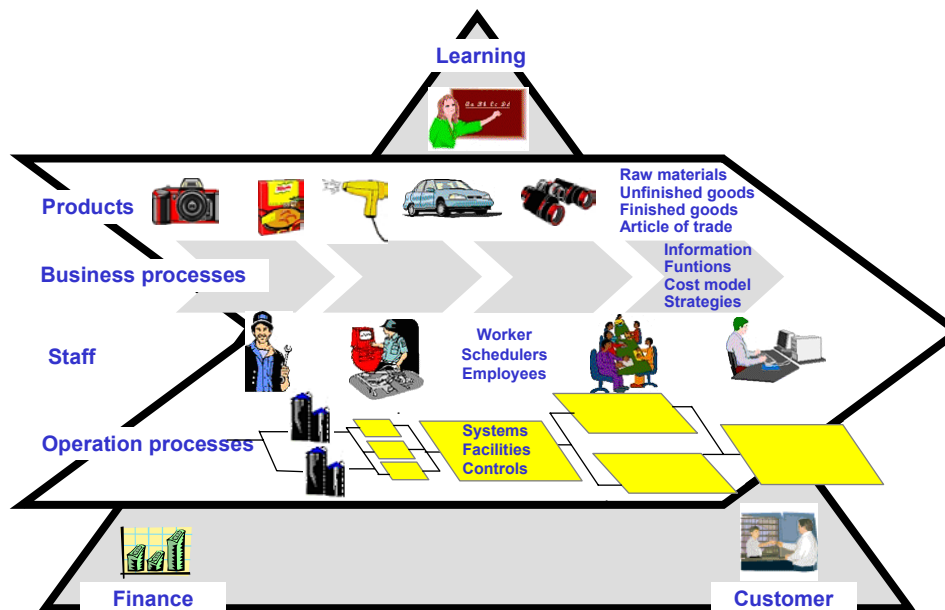 Learning
Products
Raw materials
Unfinished goods
Finished goods
Article of trade
Business processes
Information
Funtions
Cost model
Strategies
Staff
Worker
Schedulers
Employees
Operation processes
Systems
Facilities
Controls
Finance
Customer